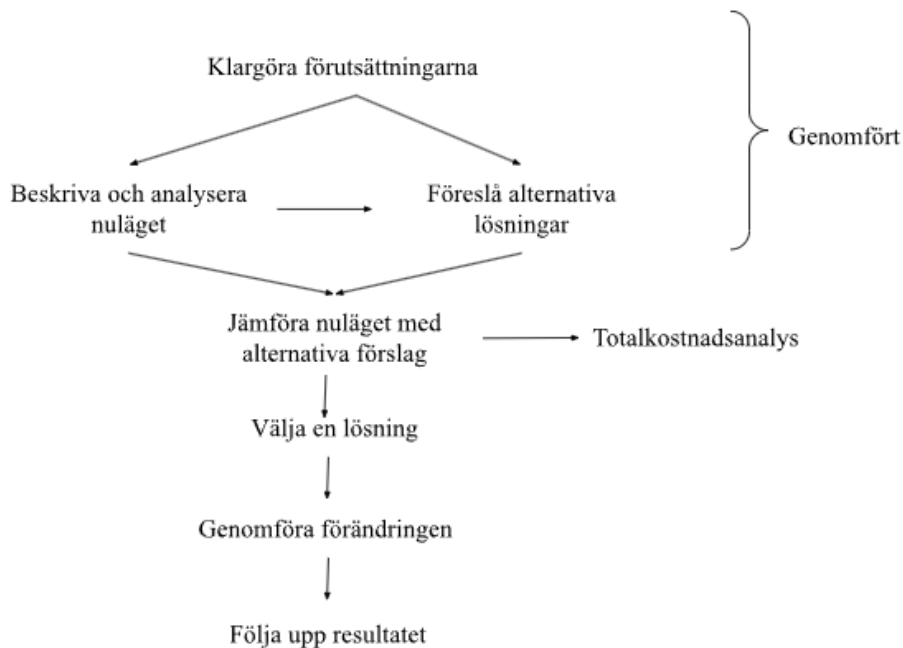 Klargöra förutsättningarna
Genomfört
Beskriva och analysera
nuläget
Föreslå alternativa
lösningar
Jämföra nuläget med
alternativa förslag
Totalkostnadsanalys
Välja en lösning
Genomföra förändringen
Följa upp resultatet